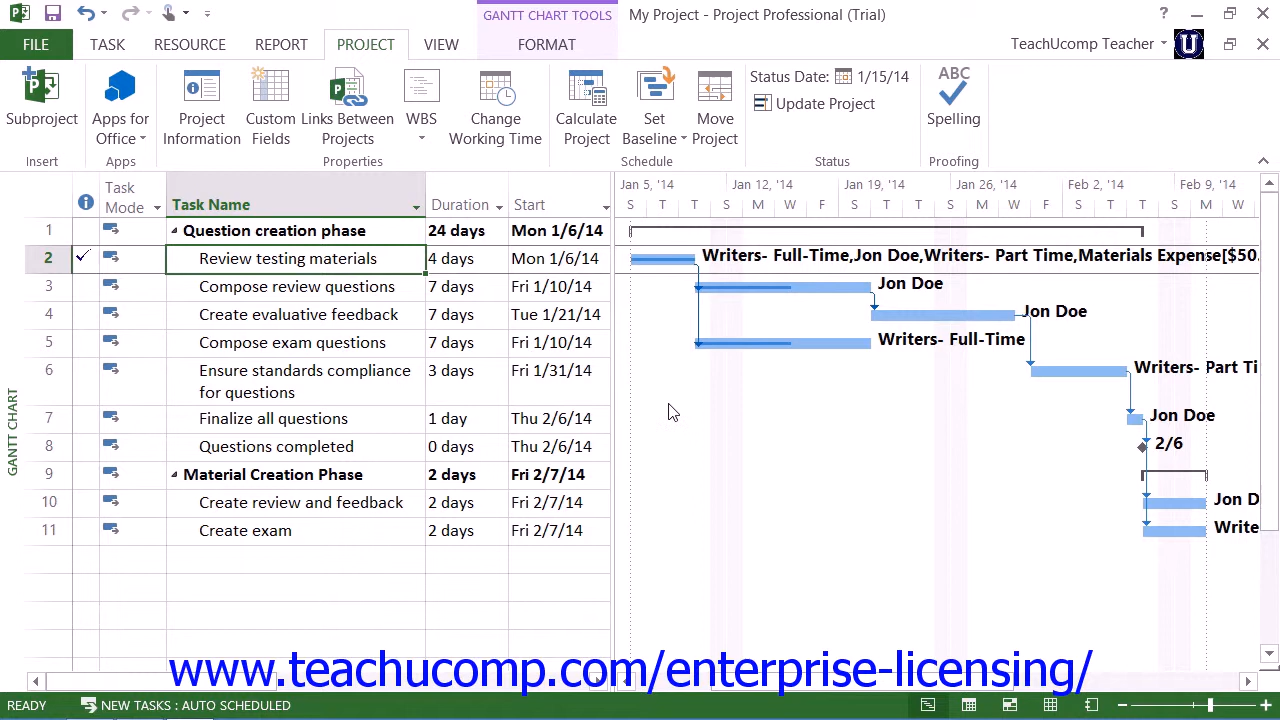 GANTT CHART TOOLS
My Project - Project Professional (Trial)
?
FILE TASK RESOURCE REPORT PROJECT VIEW FORMAT
TeachUcomp Teacher
U
Subproject
Apps for Office
Project Information
Custom Fields
Links Between Projects
WBS
Change Working Time
Calculate Project
Set Baseline
Move Project
Status Date: 1/15/14
Update Project
ABC
Spelling
Insert Apps Properties Schedule Status Proofing
Task Mode Task Name Duration Start
Jan 5, '14 Jan 12, '14 Jan 19, '14 Jan 26, '14 Feb 2, '14 Feb 9, '14
S T T S M W F S T T S M W F S T T S M W
1 Question creation phase 24 days Mon 1/6/14
2 Review testing materials 4 days Mon 1/6/14 Writers- Full-Time,Jon Doe,Writers- Part Time,Materials Expense[$50.
3 Compose review questions 7 days Fri 1/10/14 Jon Doe
4 Create evaluative feedback 7 days Tue 1/21/14 Jon Doe
5 Compose exam questions 7 days Fri 1/10/14 Writers- Full-Time
6 Ensure standards compliance for questions 3 days Fri 1/31/14 Writers- Part Ti
7 Finalize all questions 1 day Thu 2/6/14 Jon Doe
8 Questions completed 0 days Thu 2/6/14 2/6
9 Material Creation Phase 2 days Fri 2/7/14
10 Create review and feedback 2 days Fri 2/7/14 Jon D
11 Create exam 2 days Fri 2/7/14 Write
GANTT CHART
www.teachucomp.com/enterprise-licensing/
READY NEW TASKS : AUTO SCHEDULED